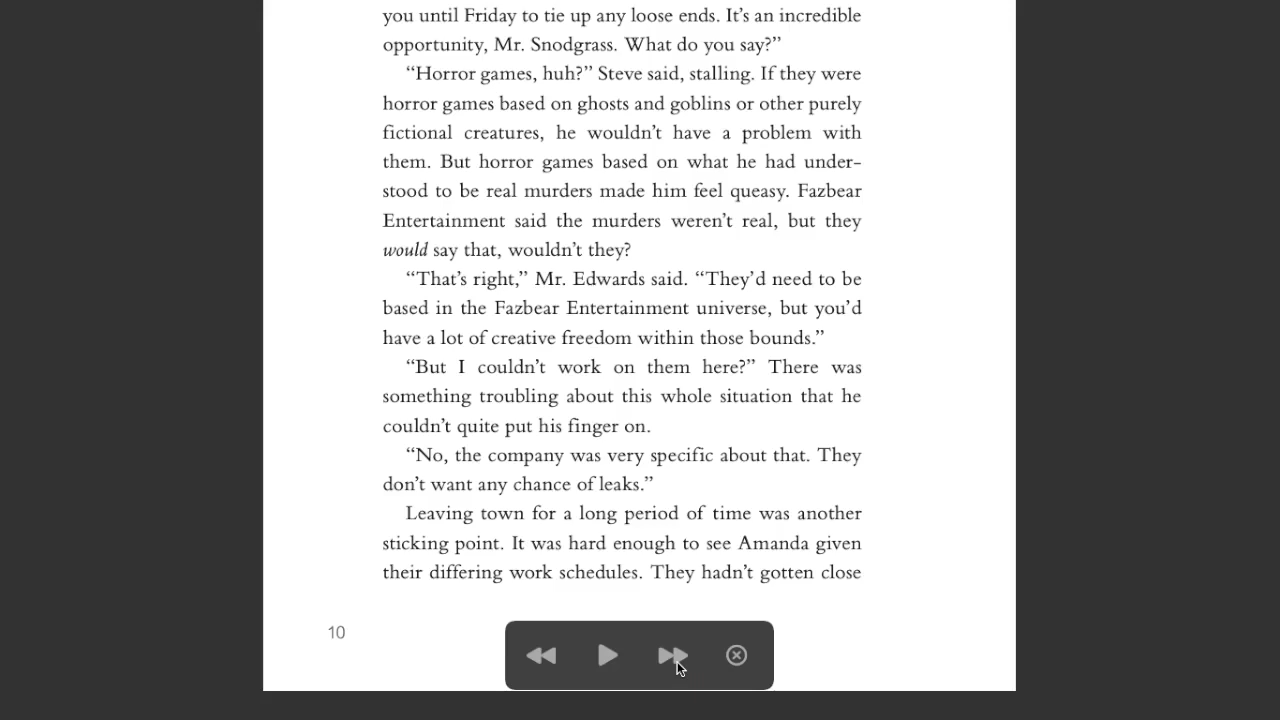 you until Friday to tie up any loose ends. It’s an incredible
opportunity, Mr. Snodgrass. What do you say?”
“Horror games, huh?” Steve said, stalling. If they were
horror games based on ghosts and goblins or other purely
fictional creatures, he wouldn’t have a problem with
them. But horror games based on what he had under-
stood to be real murders made him feel queasy. Fazbear
Entertainment said the murders weren’t real, but they
would say that, wouldn’t they?
“That’s right,” Mr. Edwards said. “They’d need to be
based in the Fazbear Entertainment universe, but you’d
have a lot of creative freedom within those bounds.”
“But I couldn’t work on them here?” There was
something troubling about this whole situation that he
couldn’t quite put his finger on.
“No, the company was very specific about that. They
don’t want any chance of leaks.”
Leaving town for a long period of time was another
sticking point. It was hard enough to see Amanda given
their differing work schedules. They hadn’t gotten close
10